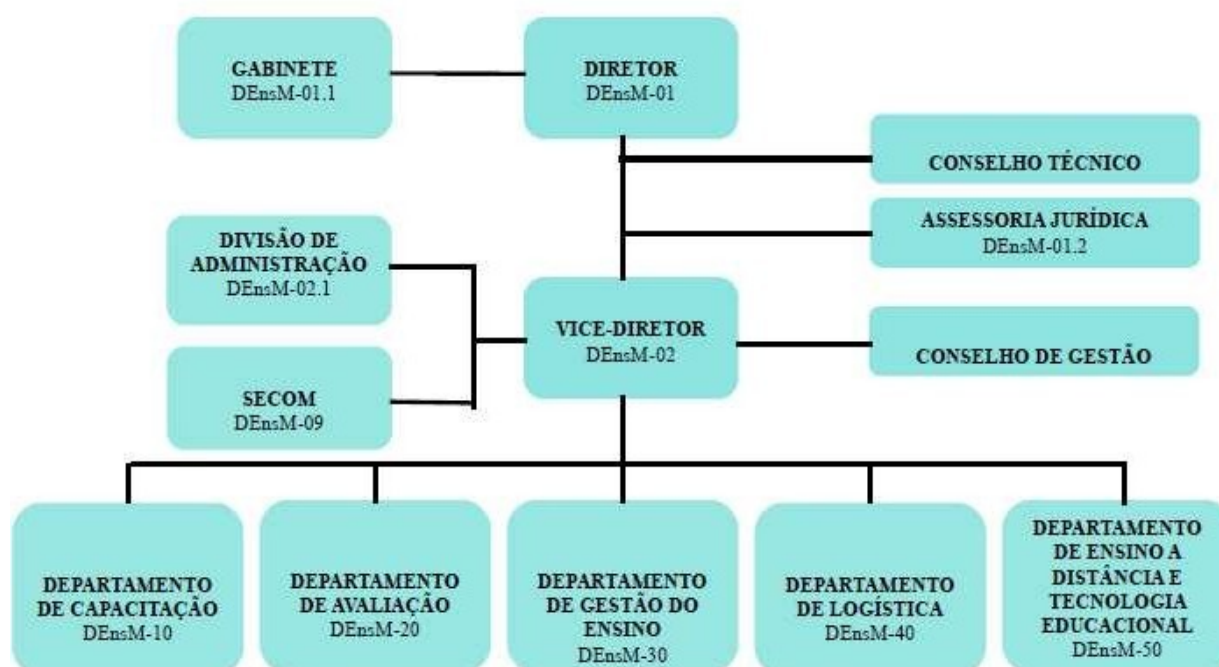 GABINETE
DEnsM-01.1
DIRETOR
DEnsM-01
CONSELHO TÉCNICO
ASSESSORIA JURÍDICA
DEnsM-01.2
DIVISÃO DE
ADMINISTRAÇÃO
DEnsM-02.1
VICE-DIRETOR
DEnsM-02
CONSELHO DE GESTÃO
SECOM
DEnsM-09
DEPARTAMENTO
DE CAPACITAÇÃO
DEnsM-10
DEPARTAMENTO
DE AVALIAÇÃO
DEnsM-20
DEPARTAMENTO
DE GESTÃO DO
ENSINO
DEnsM-30
DEPARTAMENTO
DE LOGÍSTICA
DEnsM-40
DEPARTAMENTO
DE ENSINO A
DISTÂNCIA E
TECNOLOGIA
EDUCACIONAL
DEnsM-50